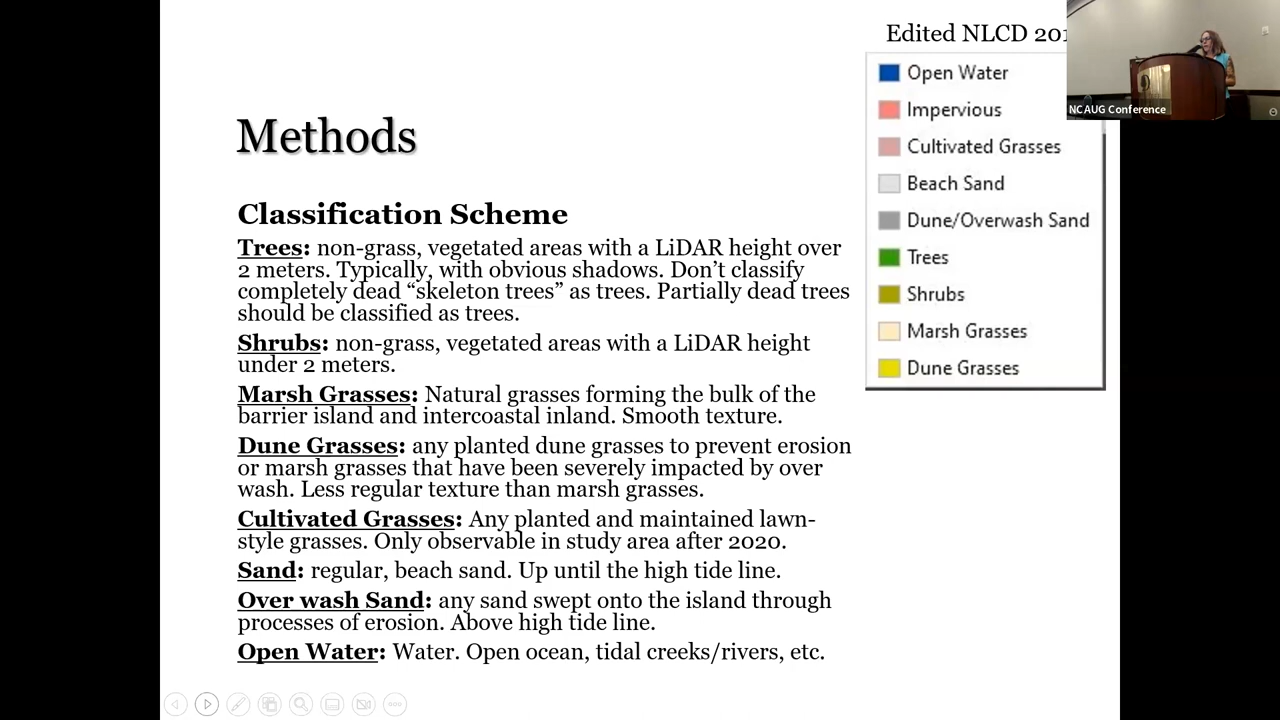 Edited NLCD
NCAUG Conference
Open Water
Impervious
Cultivated Grasses
Beach Sand
Dune/Overwash Sand
Trees
Shrubs
Marsh Grasses
Dune Grasses
Methods
Classification Scheme
Trees: non-grass, vegetated areas with a LiDAR height over
2 meters. Typically, with obvious shadows. Don’t classify
completely dead “skeleton trees” as trees. Partially dead trees
should be classified as trees.
Shrubs: non-grass, vegetated areas with a LiDAR height
under 2 meters.
Marsh Grasses: Natural grasses forming the bulk of the
barrier island and intercoastal inland. Smooth texture.
Dune Grasses: any planted dune grasses to prevent erosion
or marsh grasses that have been severely impacted by over
wash. Less regular texture than marsh grasses.
Cultivated Grasses: Any planted and maintained lawn-
style grasses. Only observable in study area after 2020.
Sand: regular, beach sand. Up until the high tide line.
Over wash Sand: any sand swept onto the island through
processes of erosion. Above high tide line.
Open Water: Water. Open ocean, tidal creeks/rivers, etc.